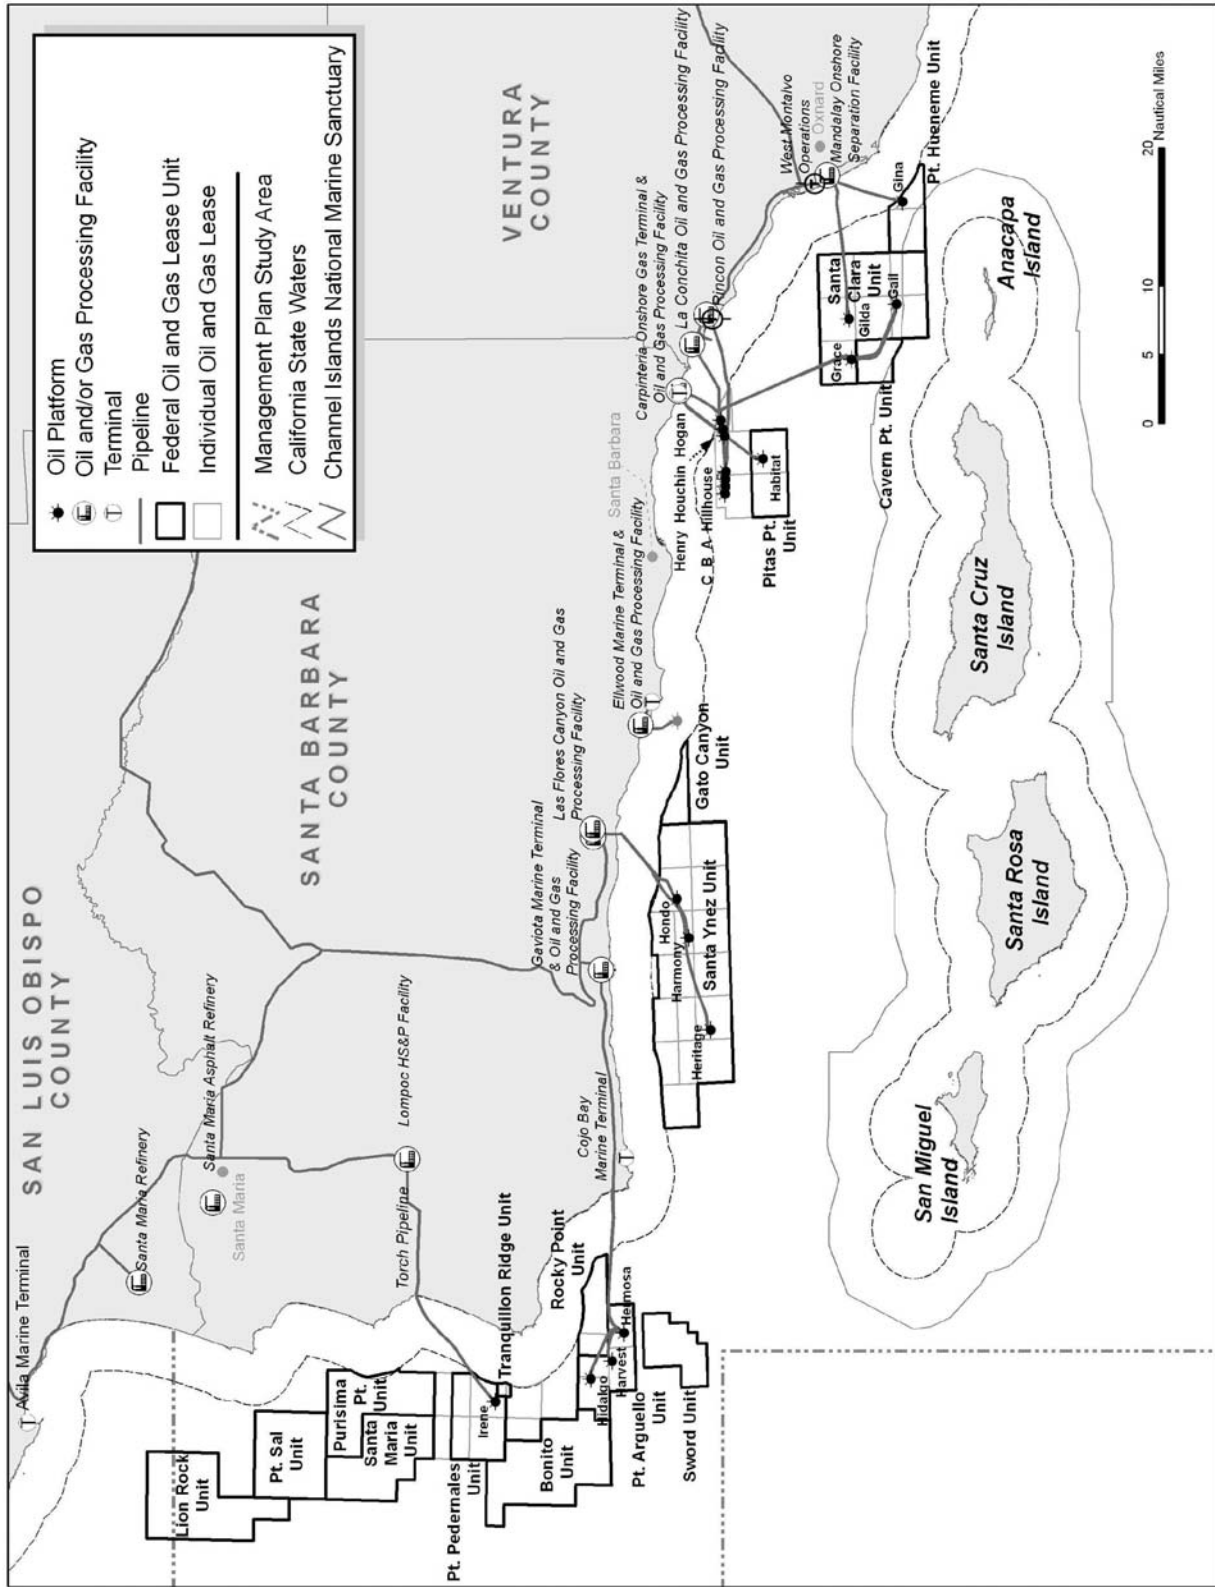 Oil Platform
Oil and/or Gas Processing Facility
Terminal
Pipeline
Federal Oil and Gas Lease Unit
Individual Oil and Gas Lease
Management Plan Study Area
California State Waters
Channel Islands National Marine Sanctuary
SAN LUIS OBISPO
COUNTY
SANTA BARBARA
COUNTY
VENTURA
COUNTY
Avila Marine Terminal
Santa Maria Refinery
Santa Maria Asphalt Refinery
Santa Maria
Lompoc HS&P Facility
Torch Pipeline
Lion Rock
Unit
Pt. Sal
Unit
Purisima
Pt.
Unit
Santa
Maria
Unit
Pt. Pedernales
Unit
Irene
Tranquillon Ridge Unit
Bonito
Unit
Rocky Point
Unit
Hidalgo
Harvest
Hermosa
Pt. Arguello
Unit
Sword Unit
Cojo Bay
Marine Terminal
Gaviota Marine Terminal
& Oil and Gas
Processing Facility
Las Flores Canyon Oil and Gas
Processing Facility
Heritage
Harmony
Hondo
Santa Ynez Unit
Gato Canyon
Unit
Ellwood Marine Terminal &
Oil and Gas Processing Facility
Santa Barbara
Carpinteria Onshore Gas Terminal &
Oil and Gas Processing Facility
La Conchita Oil and Gas Processing Facility
Rincon Oil and Gas Processing Facility
Henry Houchin Hogan
C B A Hillhouse
Habitat
Pitas Pt.
Unit
West Montalvo
Operations
Oxnard
Mandalay Onshore
Separation Facility
Santa
Clara
Unit
Grace
Gilda
Gail
Gina
Cavern Pt. Unit
Pt. Hueneme Unit
San Miguel
Island
Santa Rosa
Island
Santa Cruz
Island
Anacapa
Island
0 5 10 20
Nautical Miles